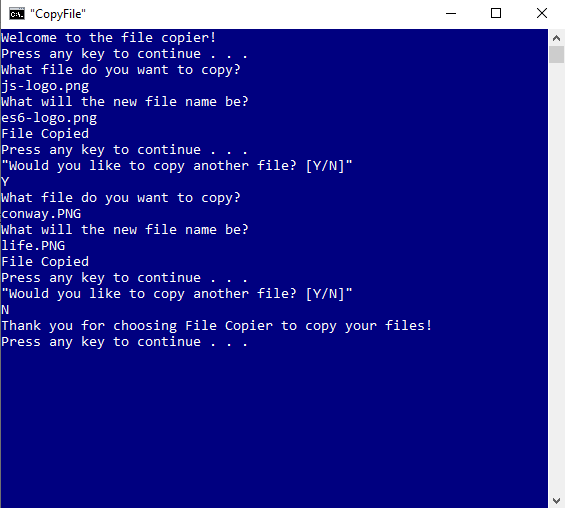 "CopyFile"
Welcome to the file copier!
Press any key to continue . . .
What file do you want to copy?
js-logo.png
What will the new file name be?
es6-logo.png
File Copied
Press any key to continue . . .
"Would you like to copy another file? [Y/N]"
Y
What file do you want to copy?
conway.PNG
What will the new file name be?
life.PNG
File Copied
Press any key to continue . . .
"Would you like to copy another file? [Y/N]"
N
Thank you for choosing File Copier to copy your files!
Press any key to continue . . .